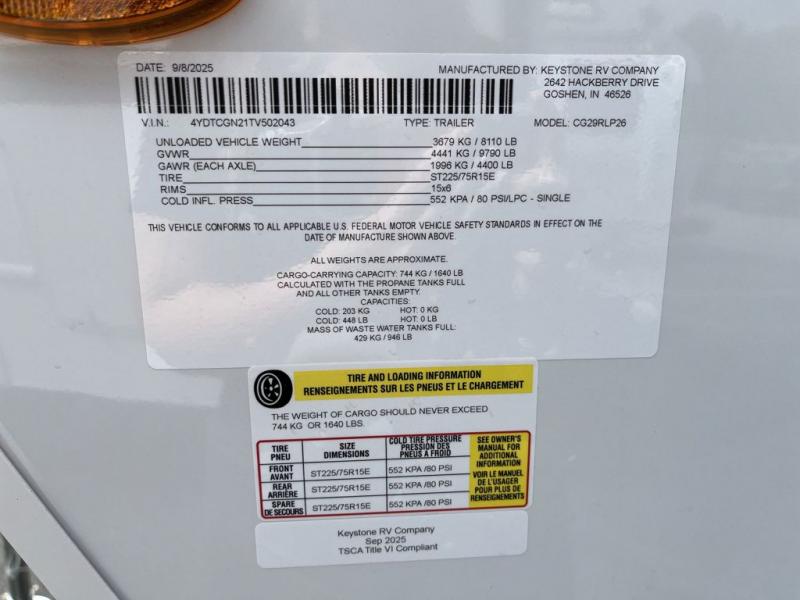 DATE: 9/8/2025
MANUFACTURED BY: KEYSTONE RV COMPANY
2642 HACKBERRY DRIVE
GOSHEN, IN 46526
V.I.N.: 4YDTCGN21TV502043 TYPE: TRAILER MODEL: CG29RLP26
UNLOADED VEHICLE WEIGHT 3679 KG / 8110 LB
GVWR 4441 KG / 9790 LB
GAWR (EACH AXLE) 1996 KG / 4400 LB
TIRE ST225/75R15E
RIMS 15x6
COLD INFL. PRESS 552 KPA / 80 PSI/LPC - SINGLE
THIS VEHICLE CONFORMS TO ALL APPLICABLE U.S. FEDERAL MOTOR VEHICLE SAFETY STANDARDS IN EFFECT ON THE
DATE OF MANUFACTURE SHOWN ABOVE.
ALL WEIGHTS ARE APPROXIMATE.
CARGO-CARRYING CAPACITY: 744 KG / 1640 LB
CALCULATED WITH THE PROPANE TANKS FULL
AND ALL OTHER TANKS EMPTY.
CAPACITIES:
COLD: 203 KG HOT: 0 KG
COLD: 448 LB HOT: 0 LB
MASS OF WASTE WATER TANKS FULL:
429 KG / 946 LB
TIRE AND LOADING INFORMATION
RENSEIGNEMENTS SUR LES PNEUS ET LE CHARGEMENT
THE WEIGHT OF CARGO SHOULD NEVER EXCEED
744 KG OR 1640 LBS.
TIRE
PNEU
SIZE
DIMENSIONS
COLD TIRE PRESSURE
PRESSION DES
PNEUS A FROID
FRONT
AVANT
ST225/75R15E
552 KPA /80 PSI
REAR
ARRIÈRE
ST225/75R15E
552 KPA /80 PSI
SPARE
DE SECOURS
ST225/75R15E
552 KPA /80 PSI
SEE OWNER'S
MANUAL FOR
ADDITIONAL
INFORMATION
VOIR LE MANUEL
DE L'USAGER
POUR PLUS DE
RENSEIGNEMENTS
Keystone RV Company
Sep 2025
TSCA Title VI Compliant